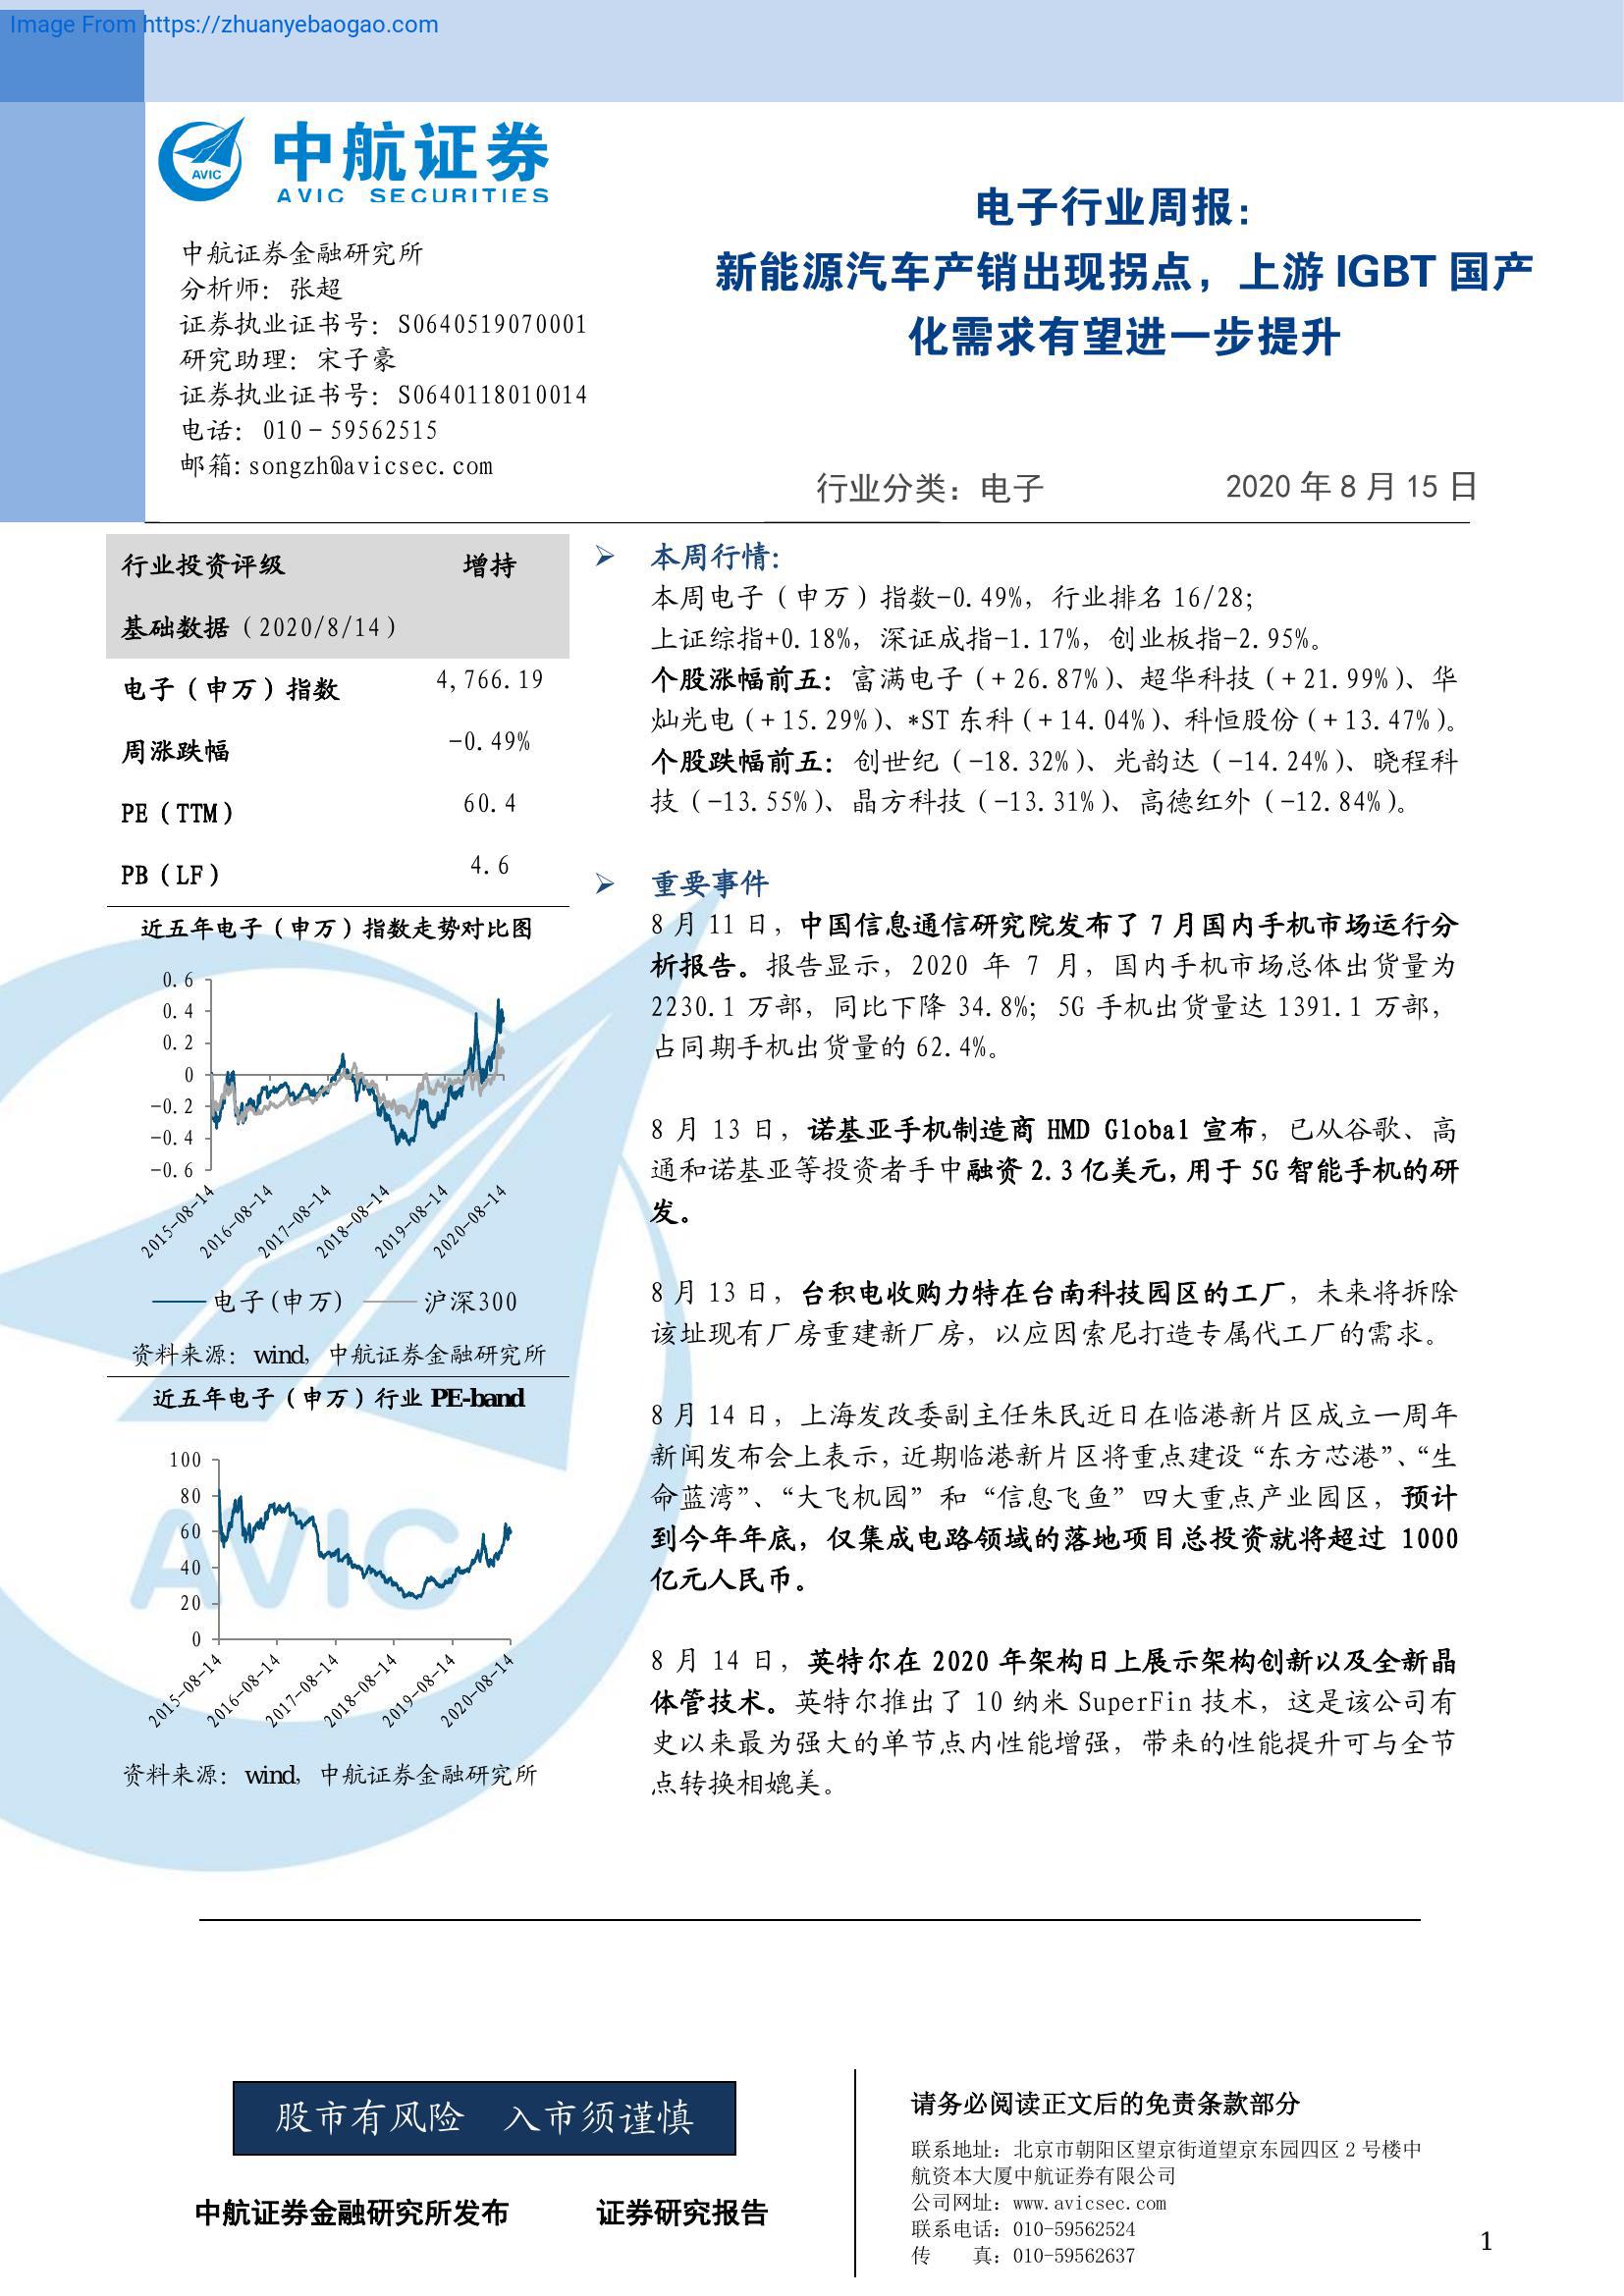 Image From https://zhuanyebaogao.com
AVIC
中航证券
AVIC SECURITIES
中航证券金融研究所
分析师：张超
证券执业证书号：S0640519070001
研究助理：宋子豪
证券执业证书号：S0640118010014
电话：010－59562515
邮箱:songzh@avicsec.com
电子行业周报：
新能源汽车产销出现拐点，上游 IGBT 国产
化需求有望进一步提升
行业分类：电子 2020 年 8 月 15 日
行业投资评级 增持
基础数据（2020/8/14）
电子（申万）指数 4,766.19
周涨跌幅 -0.49%
PE（TTM） 60.4
PB（LF） 4.6
近五年电子（申万）指数走势对比图
0.6
0.4
0.2
0
-0.2
-0.4
-0.6
2015-08-14
2016-08-14
2017-08-14
2018-08-14
2019-08-14
2020-08-14
电子(申万) 沪深300
资料来源：wind，中航证券金融研究所
近五年电子（申万）行业 PE-band
100
80
60
40
20
0
2015-08-14
2016-08-14
2017-08-14
2018-08-14
2019-08-14
2020-08-14
AVIC
资料来源：wind，中航证券金融研究所
本周行情：
本周电子（申万）指数-0.49%，行业排名 16/28；
上证综指+0.18%，深证成指-1.17%，创业板指-2.95%。
个股涨幅前五：富满电子（+26.87%）、超华科技（+21.99%）、华
灿光电（+15.29%）、*ST 东科（+14.04%）、科恒股份（+13.47%）。
个股跌幅前五：创世纪（-18.32%）、光韵达（-14.24%）、晓程科
技（-13.55%）、晶方科技（-13.31%）、高德红外（-12.84%）。
重要事件
8 月 11 日，中国信息通信研究院发布了 7 月国内手机市场运行分
析报告。报告显示，2020 年 7 月，国内手机市场总体出货量为
2230.1 万部，同比下降 34.8%；5G 手机出货量达 1391.1 万部，
占同期手机出货量的 62.4%。
8 月 13 日，诺基亚手机制造商 HMD Global 宣布，已从谷歌、高
通和诺基亚等投资者手中融资 2.3 亿美元,用于 5G 智能手机的研
发。
8 月 13 日，台积电收购力特在台南科技园区的工厂，未来将拆除
该址现有厂房重建新厂房，以应因索尼打造专属代工厂的需求。
8 月 14 日，上海发改委副主任朱民近日在临港新片区成立一周年
新闻发布会上表示，近期临港新片区将重点建设“东方芯港”、“生
命蓝湾”、“大飞机园”和“信息飞鱼”四大重点产业园区，预计
到今年年底，仅集成电路领域的落地项目总投资就将超过 1000
亿元人民币。
8 月 14 日，英特尔在 2020 年架构日上展示架构创新以及全新晶
体管技术。英特尔推出了 10 纳米 SuperFin 技术，这是该公司有
史以来最为强大的单节点内性能增强，带来的性能提升可与全节
点转换相媲美。
股市有风险 入市须谨慎
中航证券金融研究所发布 证券研究报告
请务必阅读正文后的免责条款部分
联系地址：北京市朝阳区望京街道望京东园四区 2 号楼中
航资本大厦中航证券有限公司
公司网址：www.avicsec.com
联系电话：010-59562524
传 真：010-59562637
1